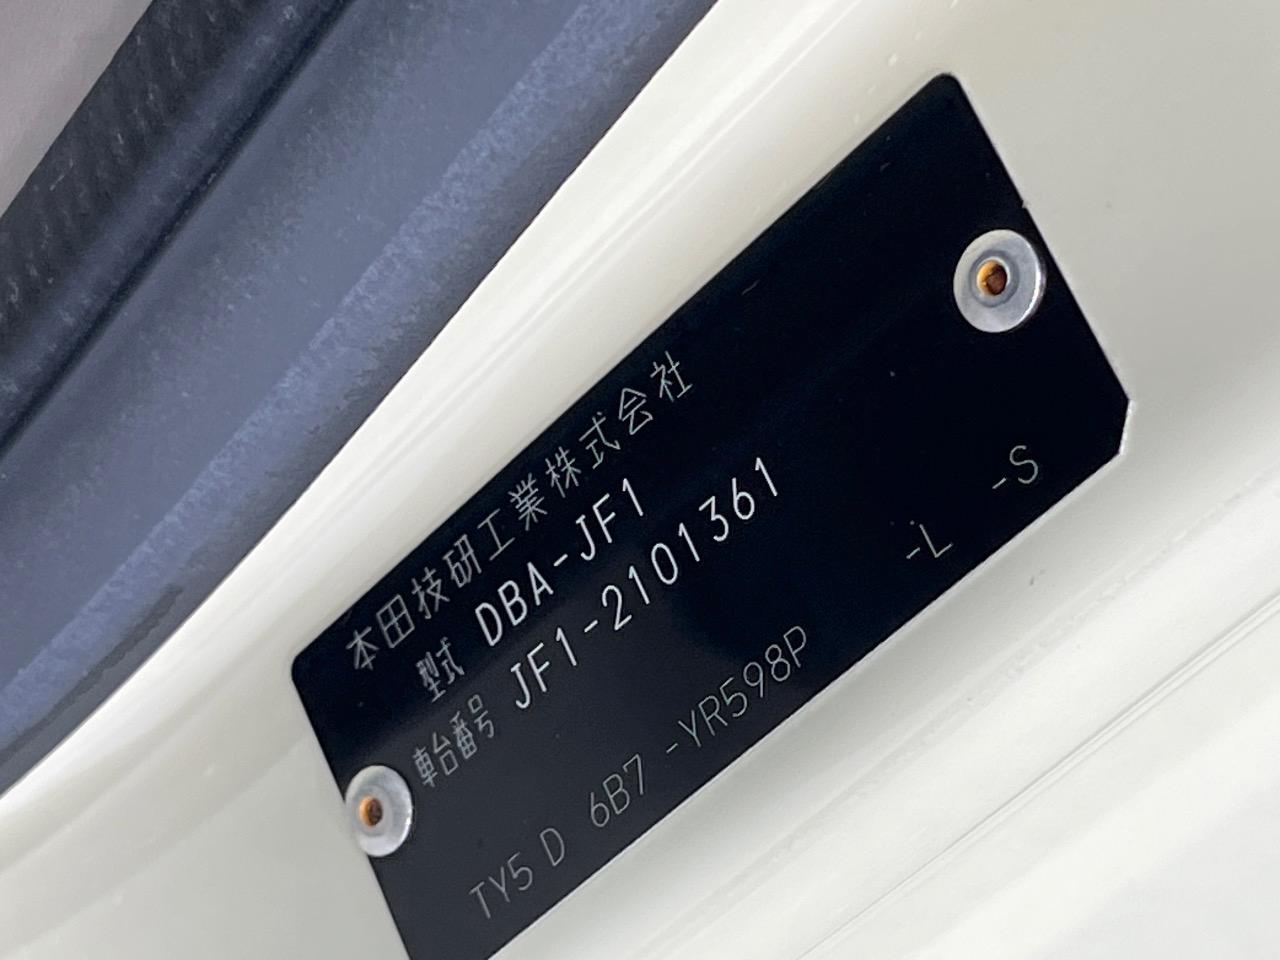 本田技研工業株式会社
型式 DBA-JF1
車台番号 JF1-2101361
TY5 D 6B7 -YR598P -L -S